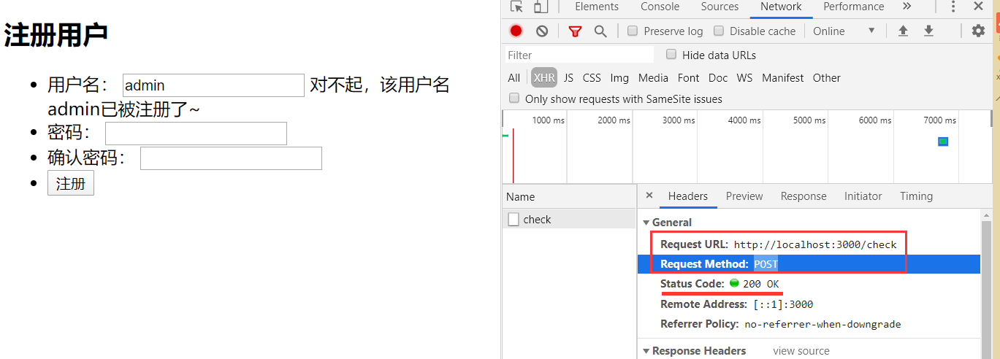 注册用户
用户名： admin 对不起，该用户名
admin已被注册了~
密码：
确认密码：
注册
Elements Console Sources Network Performance »
Preserve log Disable cache Online
Filter Hide data URLs
All XHR JS CSS Img Media Font Doc WS Manifest Other
Only show requests with SameSite issues
1000 ms 2000 ms 3000 ms 4000 ms 5000 ms 6000 ms 7000 ms
Name
check
Headers Preview Response Initiator Timing
General
Request URL: http://localhost:3000/check
Request Method: POST
Status Code: 200 OK
Remote Address: [::1]:3000
Referrer Policy: no-referrer-when-downgrade
Response Headers view source